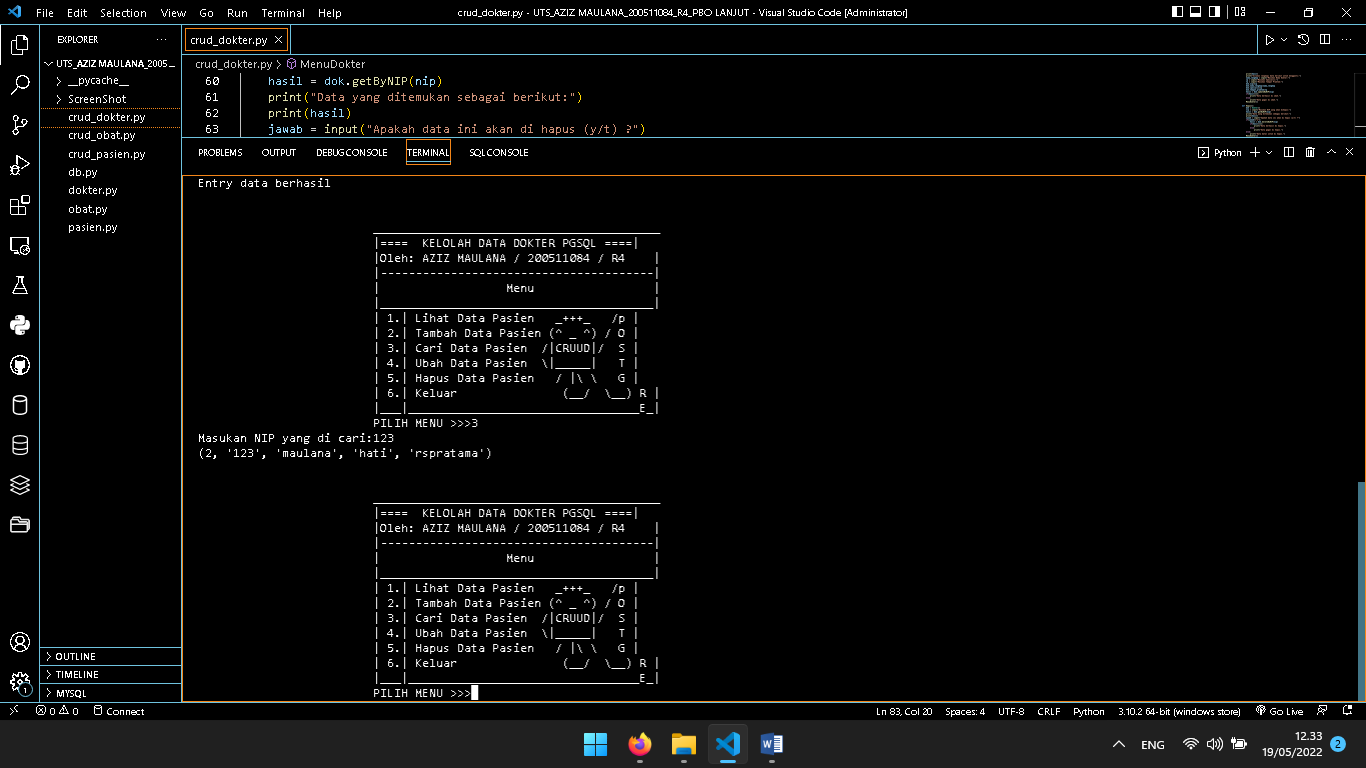 File Edit Selection View Go Run Terminal Help crud_dokter.py - UTS_AZIZ MAULANA_200511084_R4_PBO LANJUT - Visual Studio Code [Administrator]
EXPLORER ...
UTS_AZIZ MAULANA_2005...
__pycache__
ScreenShot
crud_dokter.py
crud_obat.py
crud_pasien.py
db.py
dokter.py
obat.py
pasien.py
OUTLINE
TIMELINE
MYSQL
crud_dokter.py
crud_dokter.py > MenuDokter
60 hasil = dok.getByNIP(nip)
61 print("Data yang ditemukan sebagai berikut:")
62 print(hasil)
63 jawab = input("Apakah data ini akan di hapus (y/t) ?")
PROBLEMS OUTPUT DEBUG CONSOLE TERMINAL SQL CONSOLE Python
Entry data berhasil
_________________________________________
|==== KELOLAH DATA DOKTER PGSQL ====|
|Oleh: AZIZ MAULANA / 200511084 / R4 |
|---------------------------------------|
| Menu |
|_______________________________________|
| 1.| Lihat Data Pasien _+++_ /p |
| 2.| Tambah Data Pasien (^ _ ^) / O |
| 3.| Cari Data Pasien /|CRUUD|/ S |
| 4.| Ubah Data Pasien \|_____| T |
| 5.| Hapus Data Pasien / |\ \ G |
| 6.| Keluar (__/ \__) R |
|___|_________________________________E_|
PILIH MENU >>>3
Masukan NIP yang di cari:123
(2, '123', 'maulana', 'hati', 'rspratama')
_________________________________________
|==== KELOLAH DATA DOKTER PGSQL ====|
|Oleh: AZIZ MAULANA / 200511084 / R4 |
|---------------------------------------|
| Menu |
|_______________________________________|
| 1.| Lihat Data Pasien _+++_ /p |
| 2.| Tambah Data Pasien (^ _ ^) / O |
| 3.| Cari Data Pasien /|CRUUD|/ S |
| 4.| Ubah Data Pasien \|_____| T |
| 5.| Hapus Data Pasien / |\ \ G |
| 6.| Keluar (__/ \__) R |
|___|_________________________________E_|
PILIH MENU >>>
1
0 0 Connect Ln 83, Col 20 Spaces: 4 UTF-8 CRLF Python 3.10.2 64-bit (windows store) Go Live
ENG 12.33
19/05/2022 2